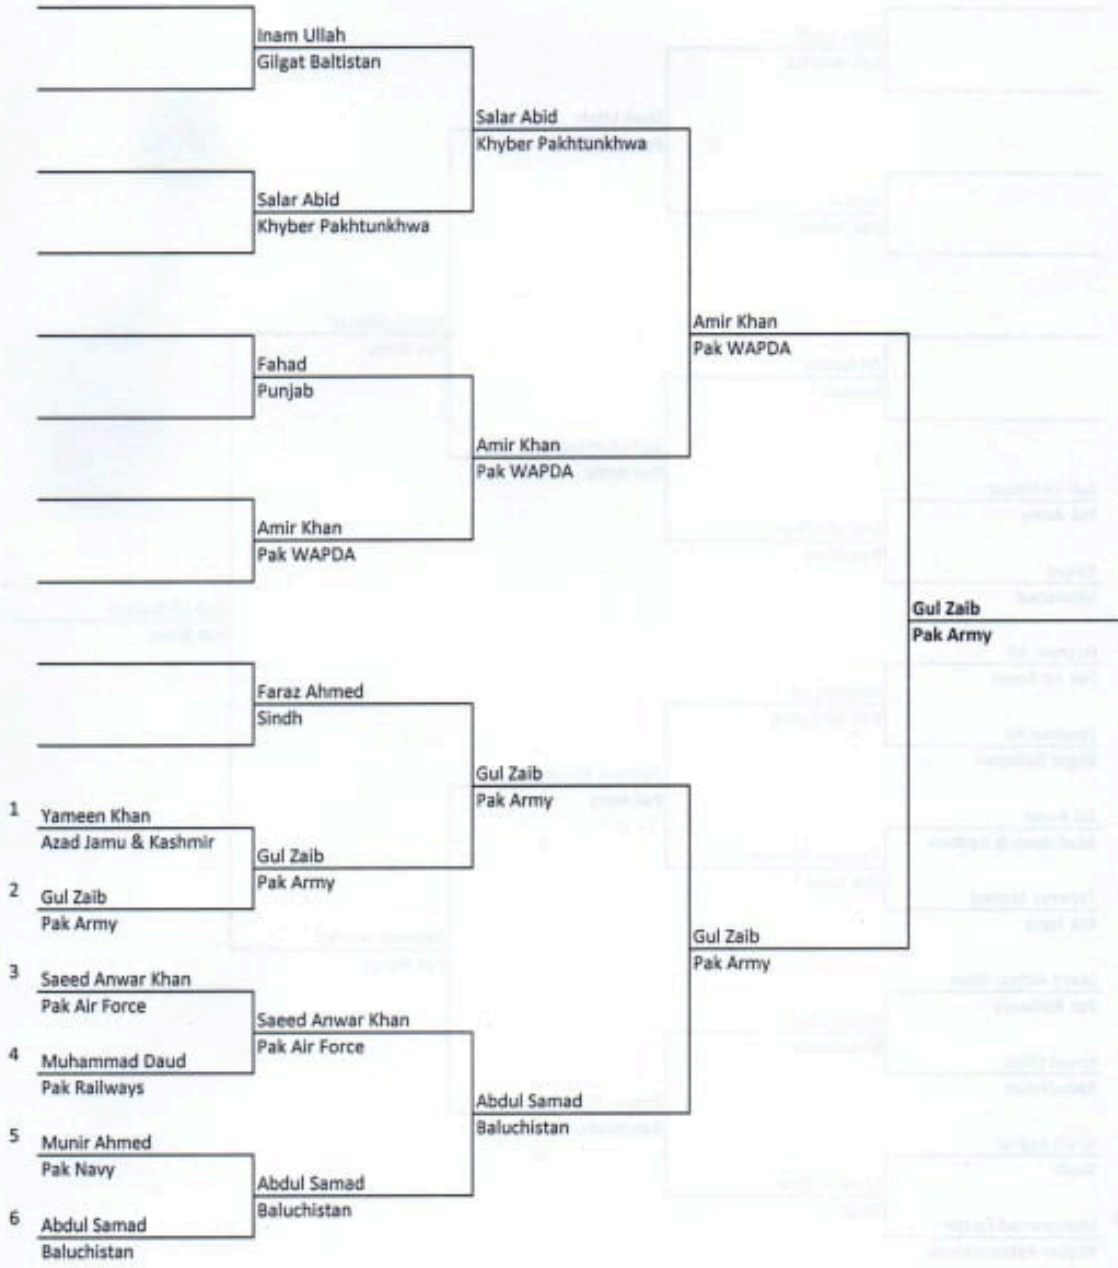 Inam Ullah
Gilgat Baltistan
Salar Abid
Khyber Pakhtunkhwa
Salar Abid
Khyber Pakhtunkhwa
Amir Khan
Pak WAPDA
Fahad
Punjab
Amir Khan
Pak WAPDA
Amir Khan
Pak WAPDA
Gul Zaib
Pak Army
Faraz Ahmed
Sindh
Gul Zaib
Pak Army
1 Yameen Khan
Azad Jamu & Kashmir
Gul Zaib
Pak Army
2 Gul Zaib
Pak Army
Gul Zaib
Pak Army
3 Saeed Anwar Khan
Pak Air Force
Saeed Anwar Khan
Pak Air Force
4 Muhammad Daud
Pak Railways
Abdul Samad
Baluchistan
5 Munir Ahmed
Pak Navy
Abdul Samad
Baluchistan
6 Abdul Samad
Baluchistan